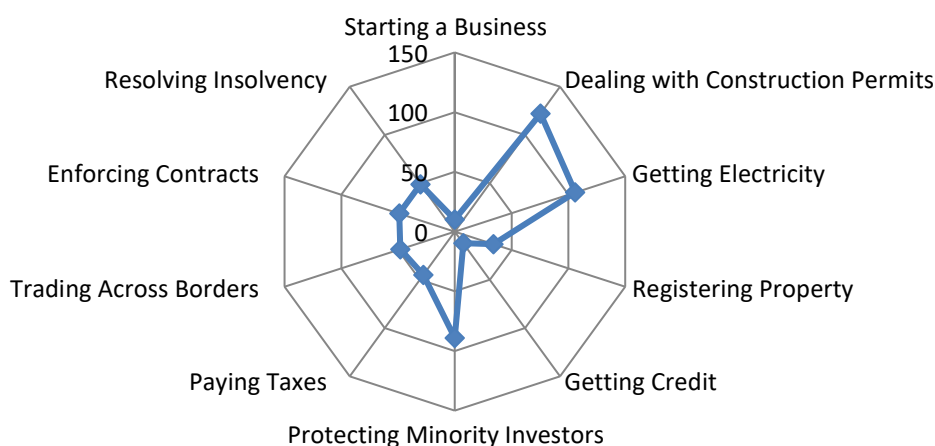 Starting a Business
150
Resolving Insolvency
Dealing with Construction Permits
100
Enforcing Contracts
50
Getting Electricity
0
Trading Across Borders
Registering Property
Paying Taxes
Getting Credit
Protecting Minority Investors